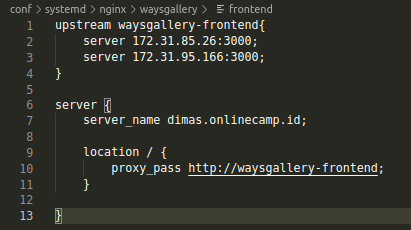 conf > systemd > nginx > waysgallery > frontend
1 upstream waysgallery-frontend{
2     server 172.31.85.26:3000;
3     server 172.31.95.166:3000;
4 }
5
6 server {
7     server_name dimas.onlinecamp.id;
8
9     location / {
10         proxy_pass http://waysgallery-frontend;
11     }
12
13 }